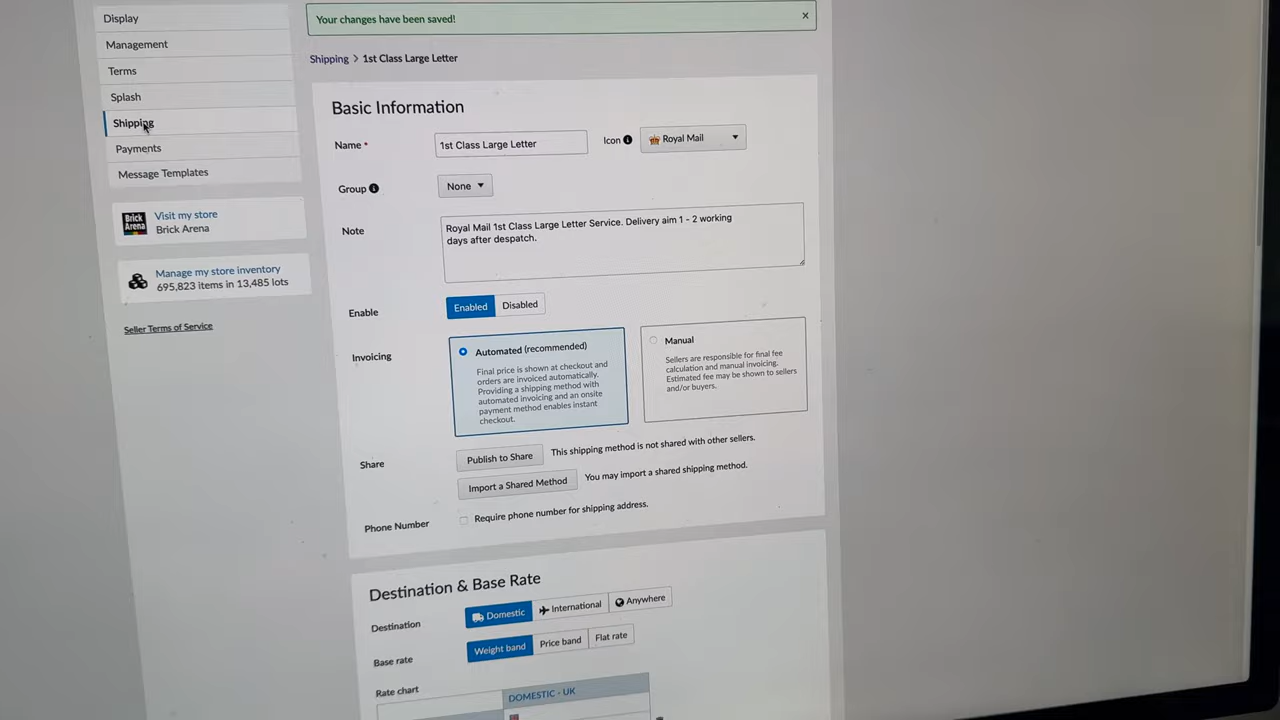 Display
Management
Terms
Splash
Shipping
Payments
Message Templates
Brick
Arena
Visit my store
Brick Arena
Manage my store inventory
695,823 items in 13,485 lots
Seller Terms of Service
Your changes have been saved!
×
Shipping > 1st Class Large Letter
Basic Information
Name * 1st Class Large Letter Icon Royal Mail
Group None
Note
Royal Mail 1st Class Large Letter Service. Delivery aim 1 - 2 working
days after despatch.
Enable Enabled Disabled
Invoicing
Automated (recommended)
Final price is shown at checkout and
orders are invoiced automatically.
Providing a shipping method with
automated invoicing and an onsite
payment method enables instant
checkout.
Manual
Sellers are responsible for final fee
calculation and manual invoicing.
Estimated fee may be shown to sellers
and/or buyers.
Share Publish to Share This shipping method is not shared with other sellers.
Import a Shared Method You may import a shared shipping method.
Phone Number Require phone number for shipping address.
Destination & Base Rate
Destination Domestic International Anywhere
Base rate Weight band Price band Flat rate
Rate chart
DOMESTIC - UK